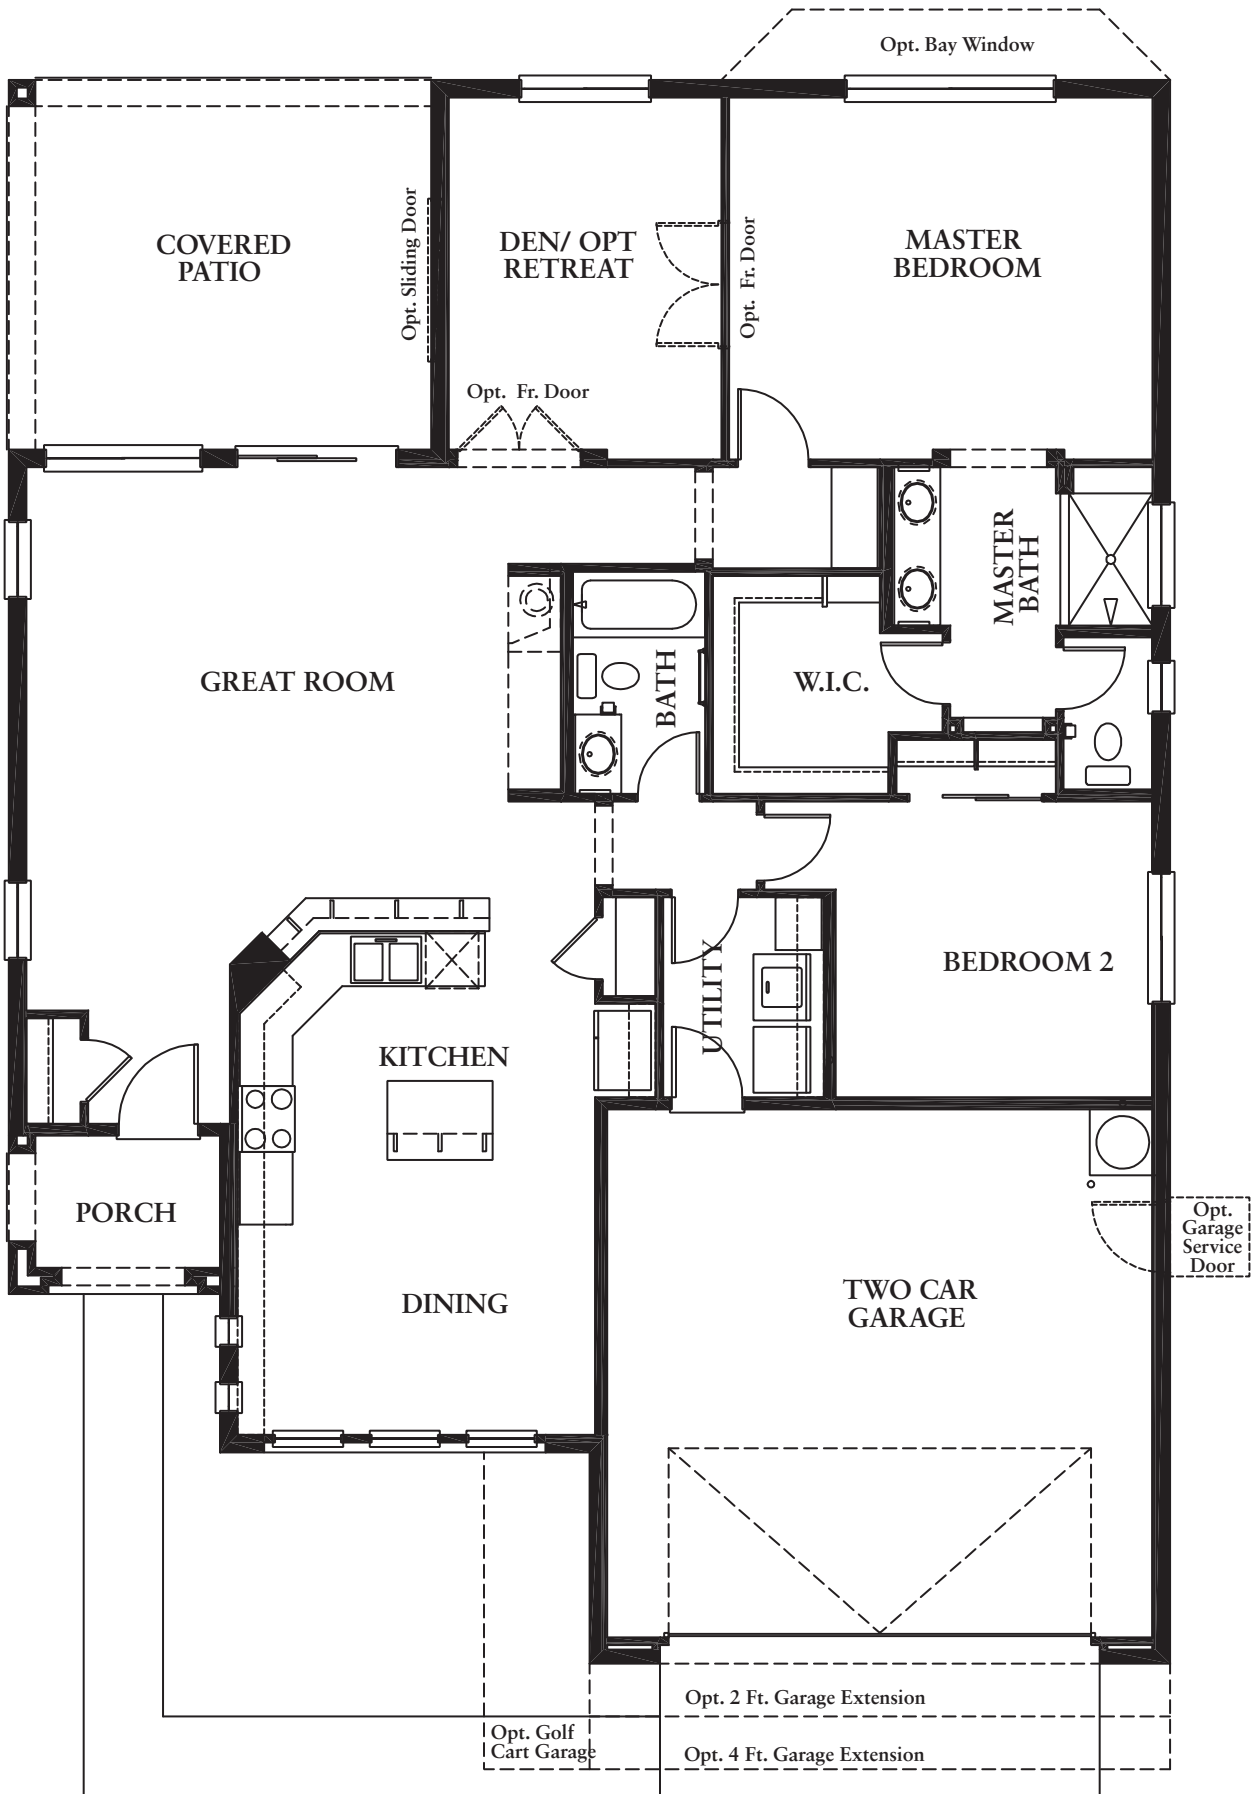 Opt. Bay Window
COVERED
PATIO
Opt. Sliding Door
DEN/ OPT
RETREAT
Opt. Fr. Door
MASTER
BEDROOM
Opt. Fr. Door
MASTER
BATH
GREAT ROOM
BATH
W.I.C.
BEDROOM 2
UTILITY
KITCHEN
PORCH
Opt.
Garage
Service
Door
DINING
TWO CAR
GARAGE
Opt. 2 Ft. Garage Extension
Opt. Golf
Cart Garage
Opt. 4 Ft. Garage Extension